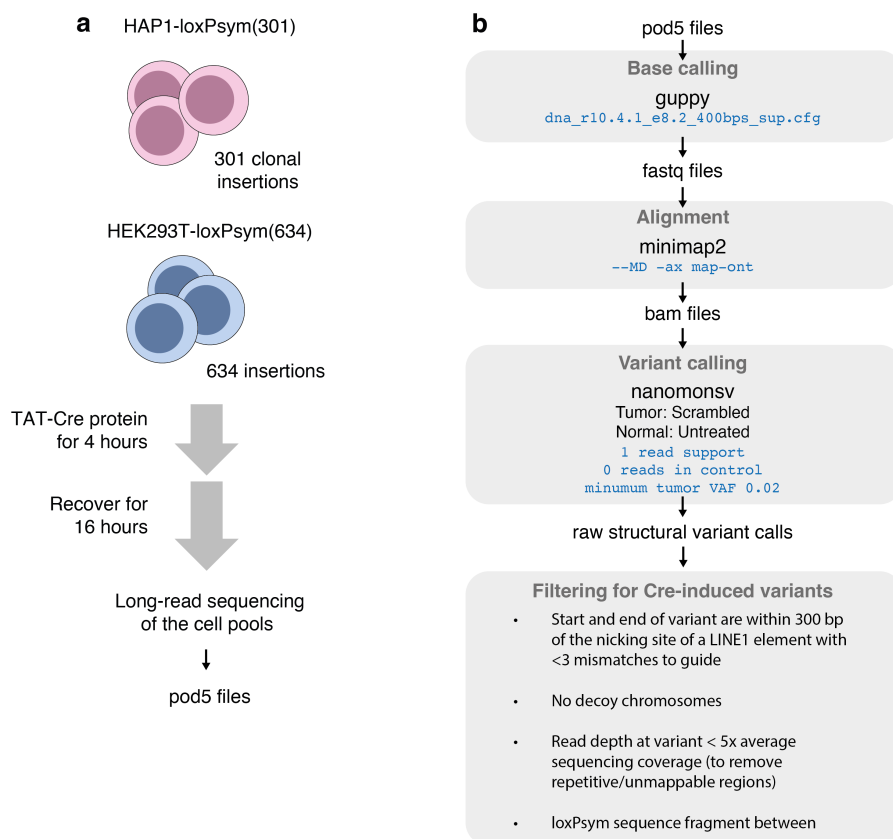 a
HAP1-loxPsym(301)
301 clonal
insertions
HEK293T-loxPsym(634)
634 insertions
TAT-Cre protein
for 4 hours
Recover for
16 hours
Long-read sequencing
of the cell pools
pod5 files
b
pod5 files
Base calling
guppy
dna_r10.4.1_e8.2_400bps_sup.cfg
fastq files
Alignment
minimap2
--MD -ax map-ont
bam files
Variant calling
nanomonsv
Tumor: Scrambled
Normal: Untreated
1 read support
0 reads in control
minumum tumor VAF 0.02
raw structural variant calls
Filtering for Cre-induced variants
• Start and end of variant are within 300 bp
of the nicking site of a LINE1 element with
<3 mismatches to guide
• No decoy chromosomes
• Read depth at variant < 5x average
sequencing coverage (to remove
repetitive/unmappable regions)
• loxPsym sequence fragment between